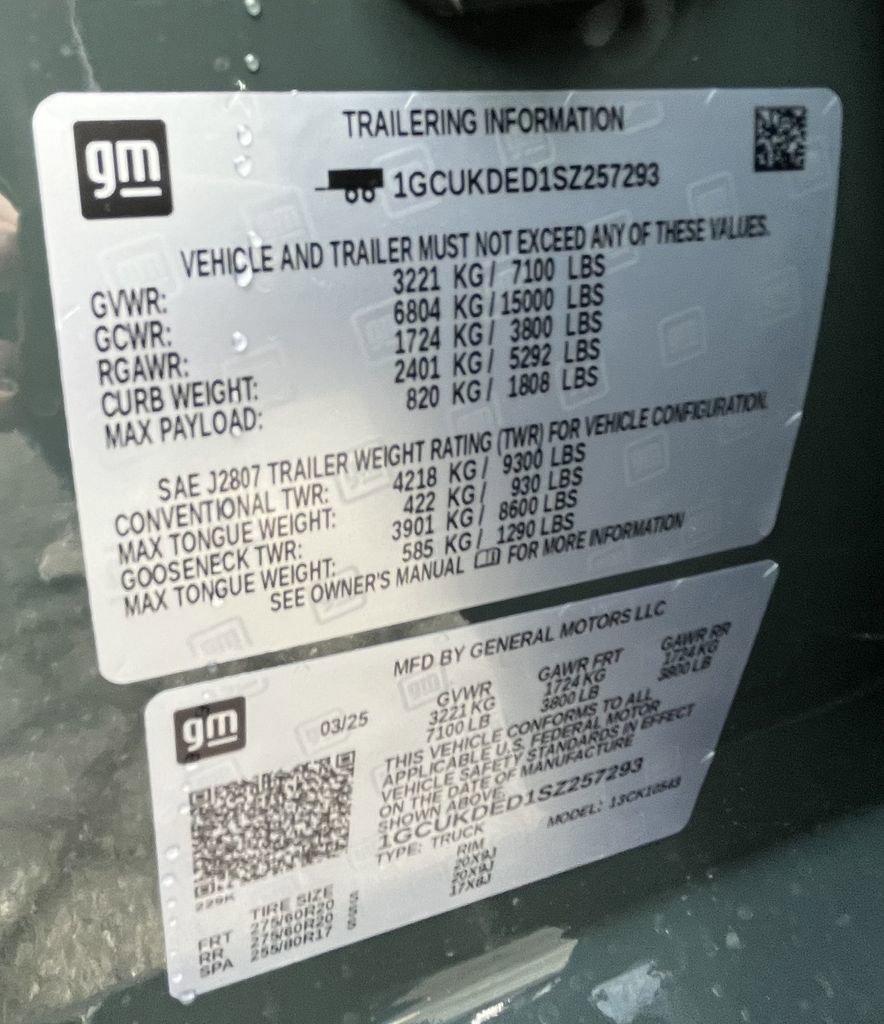 gm
TRAILERING INFORMATION
1GCUKDED1SZ257293
VEHICLE AND TRAILER MUST NOT EXCEED ANY OF THESE VALUES.
GVWR: 3221 KG/ 7100 LBS
GCWR: 6804 KG/ 15000 LBS
RGAWR: 1724 KG/ 3800 LBS
CURB WEIGHT: 2401 KG/ 5292 LBS
MAX PAYLOAD: 820 KG/ 1808 LBS
SAE J2807 TRAILER WEIGHT RATING (TWR) FOR VEHICLE CONFIGURATION.
CONVENTIONAL TWR: 4218 KG/ 9300 LBS
MAX TONGUE WEIGHT: 422 KG/ 930 LBS
GOOSENECK TWR: 3901 KG/ 8600 LBS
MAX TONGUE WEIGHT: 585 KG/ 1290 LBS
SEE OWNER'S MANUAL FOR MORE INFORMATION
gm
MFD BY GENERAL MOTORS LLC
03/25
GVWR GAWR FRT GAWR RR
3221 KG 1724 KG 1724 KG
7100 LB 3800 LB 3800 LB
THIS VEHICLE CONFORMS TO ALL
APPLICABLE U.S. FEDERAL MOTOR
VEHICLE SAFETY STANDARDS IN EFFECT
ON THE DATE OF MANUFACTURE
SHOWN ABOVE.
1GCUKDED1SZ257293
TYPE: TRUCK MODEL: 13CK10543
229K
TIRE SIZE RIM
FRT 275/60R20 S 20X9J
RR 275/60R20 S 20X9J
SPA 255/80R17 S 17X8J